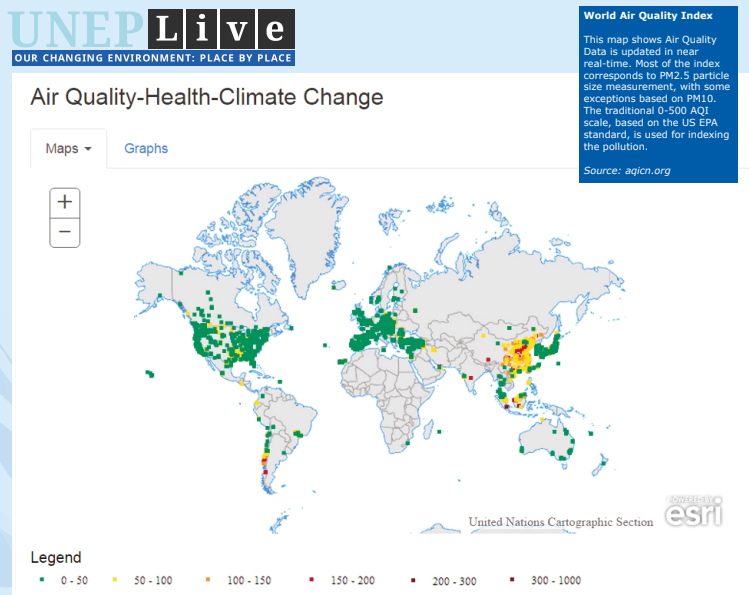 UNEP Live
OUR CHANGING ENVIRONMENT: PLACE BY PLACE
World Air Quality Index
This map shows Air Quality
Data is updated in near
real-time. Most of the index
corresponds to PM2.5 particle
size measurement, with some
exceptions based on PM10.
The traditional 0-500 AQI
scale, based on the US EPA
standard, is used for indexing
the pollution.
Source: aqicn.org
Air Quality-Health-Climate Change
Maps
Graphs
+
−
United Nations Cartographic Section
POWERED BY
esri
Legend
0 - 50
50 - 100
100 - 150
150 - 200
200 - 300
300 - 1000